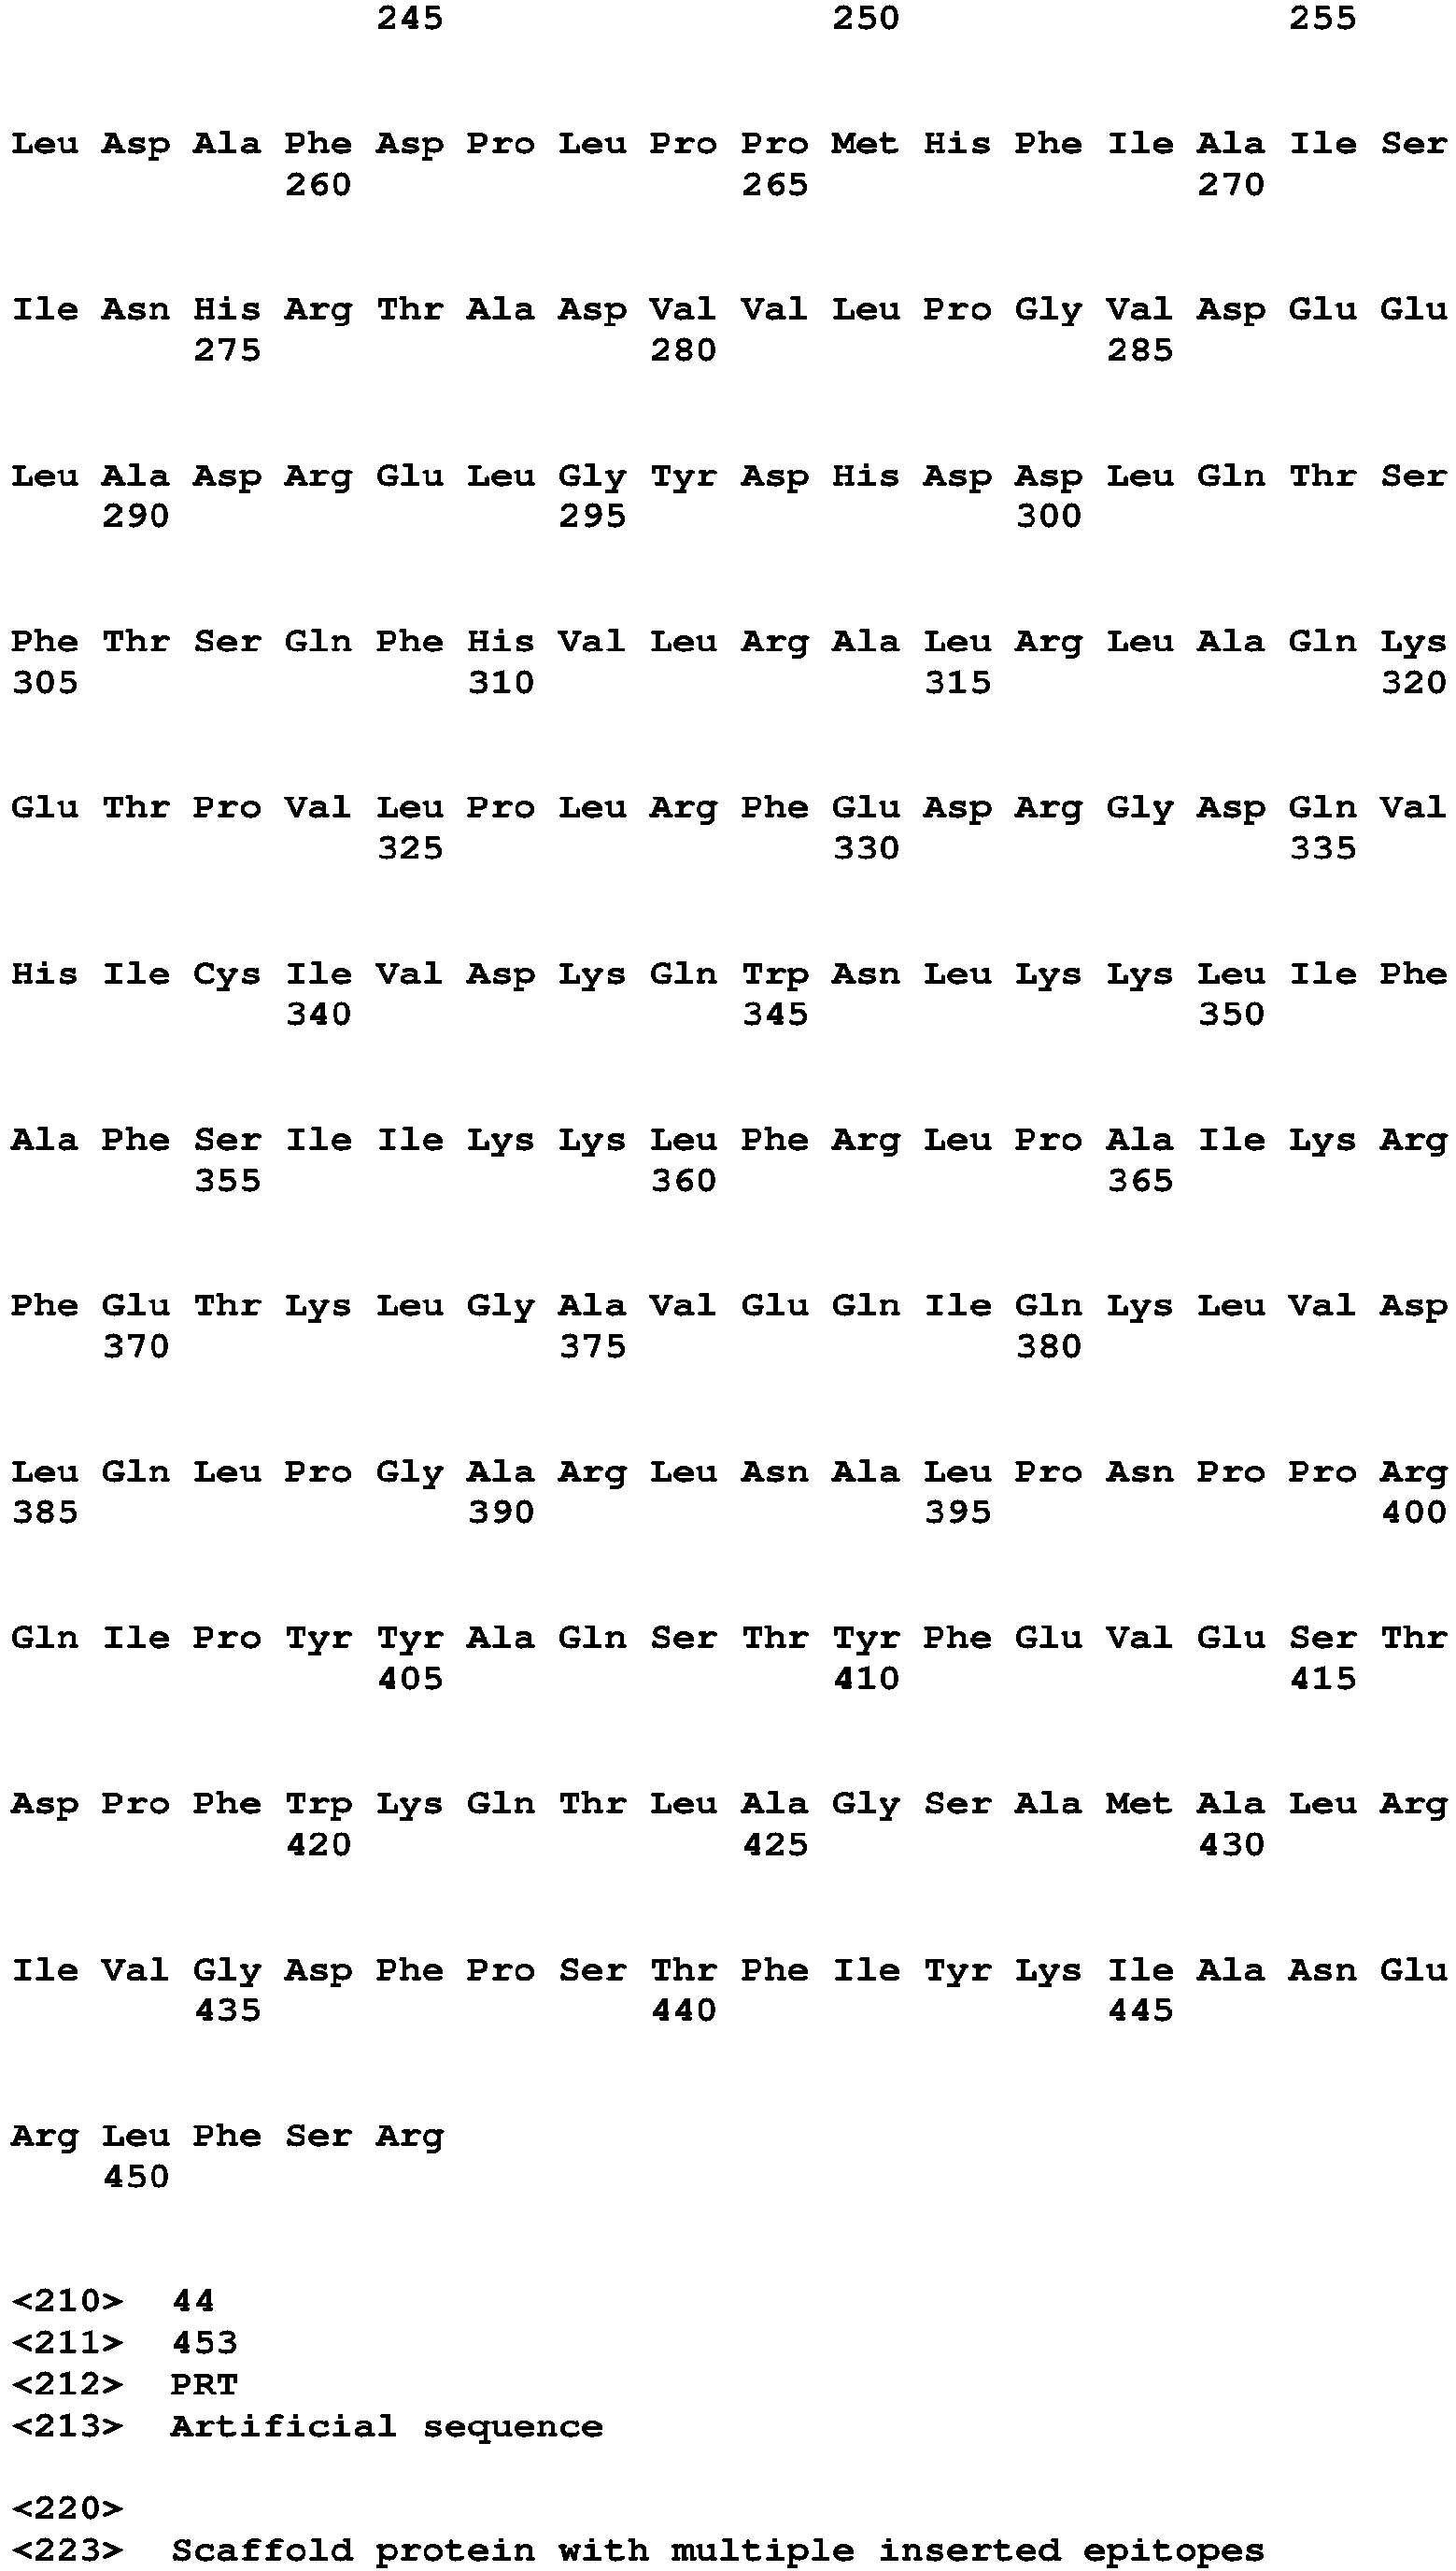 245 250 255
Leu Asp Ala Phe Asp Pro Leu Pro Pro Met His Phe Ile Ala Ile Ser
260 265 270
Ile Asn His Arg Thr Ala Asp Val Val Leu Pro Gly Val Asp Glu Glu
275 280 285
Leu Ala Asp Arg Glu Leu Gly Tyr Asp His Asp Asp Leu Gln Thr Ser
290 295 300
Phe Thr Ser Gln Phe His Val Leu Arg Ala Leu Arg Leu Ala Gln Lys
305 310 315 320
Glu Thr Pro Val Leu Pro Leu Arg Phe Glu Asp Arg Gly Asp Gln Val
325 330 335
His Ile Cys Ile Val Asp Lys Gln Trp Asn Leu Lys Lys Leu Ile Phe
340 345 350
Ala Phe Ser Ile Ile Lys Lys Leu Phe Arg Leu Pro Ala Ile Lys Arg
355 360 365
Phe Glu Thr Lys Leu Gly Ala Val Glu Gln Ile Gln Lys Leu Val Asp
370 375 380
Leu Gln Leu Pro Gly Ala Arg Leu Asn Ala Leu Pro Asn Pro Pro Arg
385 390 395 400
Gln Ile Pro Tyr Tyr Ala Gln Ser Thr Tyr Phe Glu Val Glu Ser Thr
405 410 415
Asp Pro Phe Trp Lys Gln Thr Leu Ala Gly Ser Ala Met Ala Leu Arg
420 425 430
Ile Val Gly Asp Phe Pro Ser Thr Phe Ile Tyr Lys Ile Ala Asn Glu
435 440 445
Arg Leu Phe Ser Arg
450
<210> 44
<211> 453
<212> PRT
<213> Artificial sequence
<220>
<223> Scaffold protein with multiple inserted epitopes